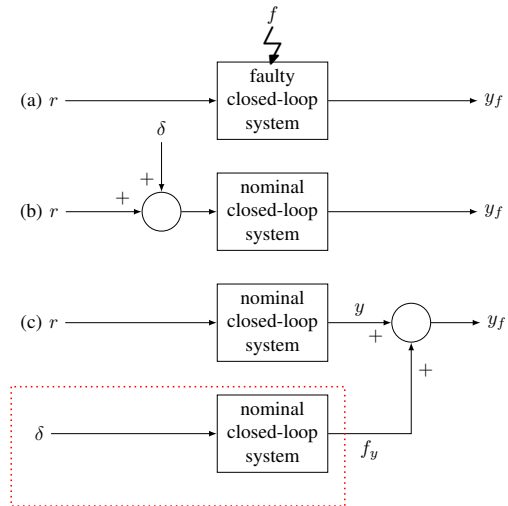 f
faulty
closed-loop
system
(a) r
y_f
δ
+
nominal
closed-loop
system
+
(b) r
y_f
nominal
closed-loop
system
(c) r
y
+
y_f
+
nominal
closed-loop
system
δ
f_y